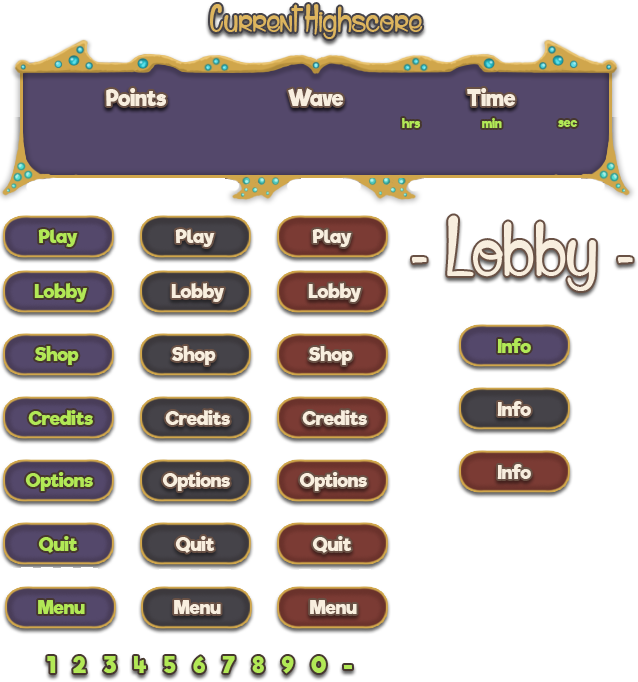 Current Highscore
Points Wave Time
hrs min sec
Play Play Play
- Lobby -
Lobby Lobby Lobby
Info
Shop Shop Shop
Info
Credits Credits Credits
Info
Options Options Options
Quit Quit Quit
Menu Menu Menu
1 2 3 4 5 6 7 8 9 0 -